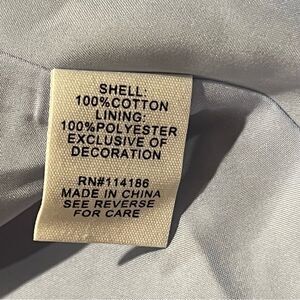 SHELL:
100%COTTON
LINING:
100%POLYESTER
EXCLUSIVE OF
DECORATION
RN#114186
MADE IN CHINA
SEE REVERSE
FOR CARE